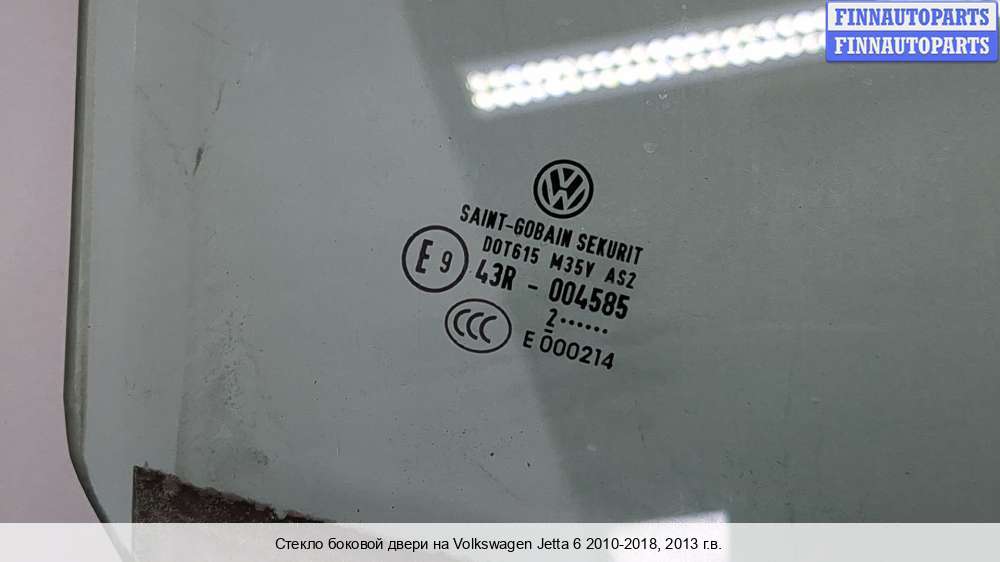 FINNAUTOPARTS
FINNAUTOPARTS
SAINT-GOBAIN SEKURIT
DOT615 M35V AS2
E 9 43R - 004585
2······
CCC E 000214
Стекло боковой двери на Volkswagen Jetta 6 2010-2018, 2013 г.в.